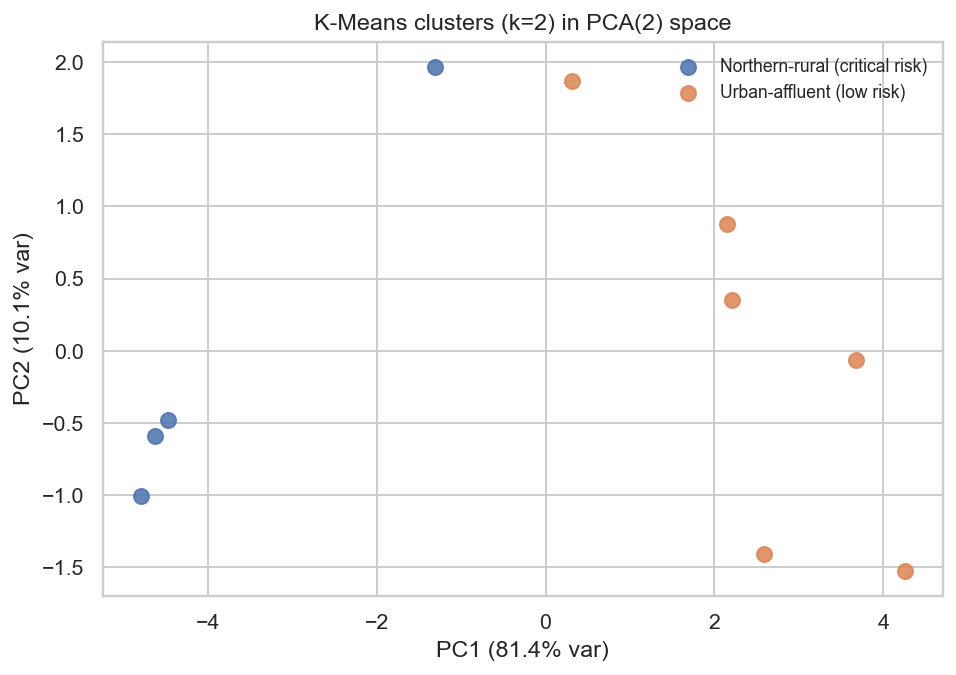 K-Means clusters (k=2) in PCA(2) space
Northern-rural (critical risk)
Urban-affluent (low risk)
PC2 (10.1% var)
2.0
1.5
1.0
0.5
0.0
−0.5
−1.0
−1.5
−4
−2
0
2
4
PC1 (81.4% var)